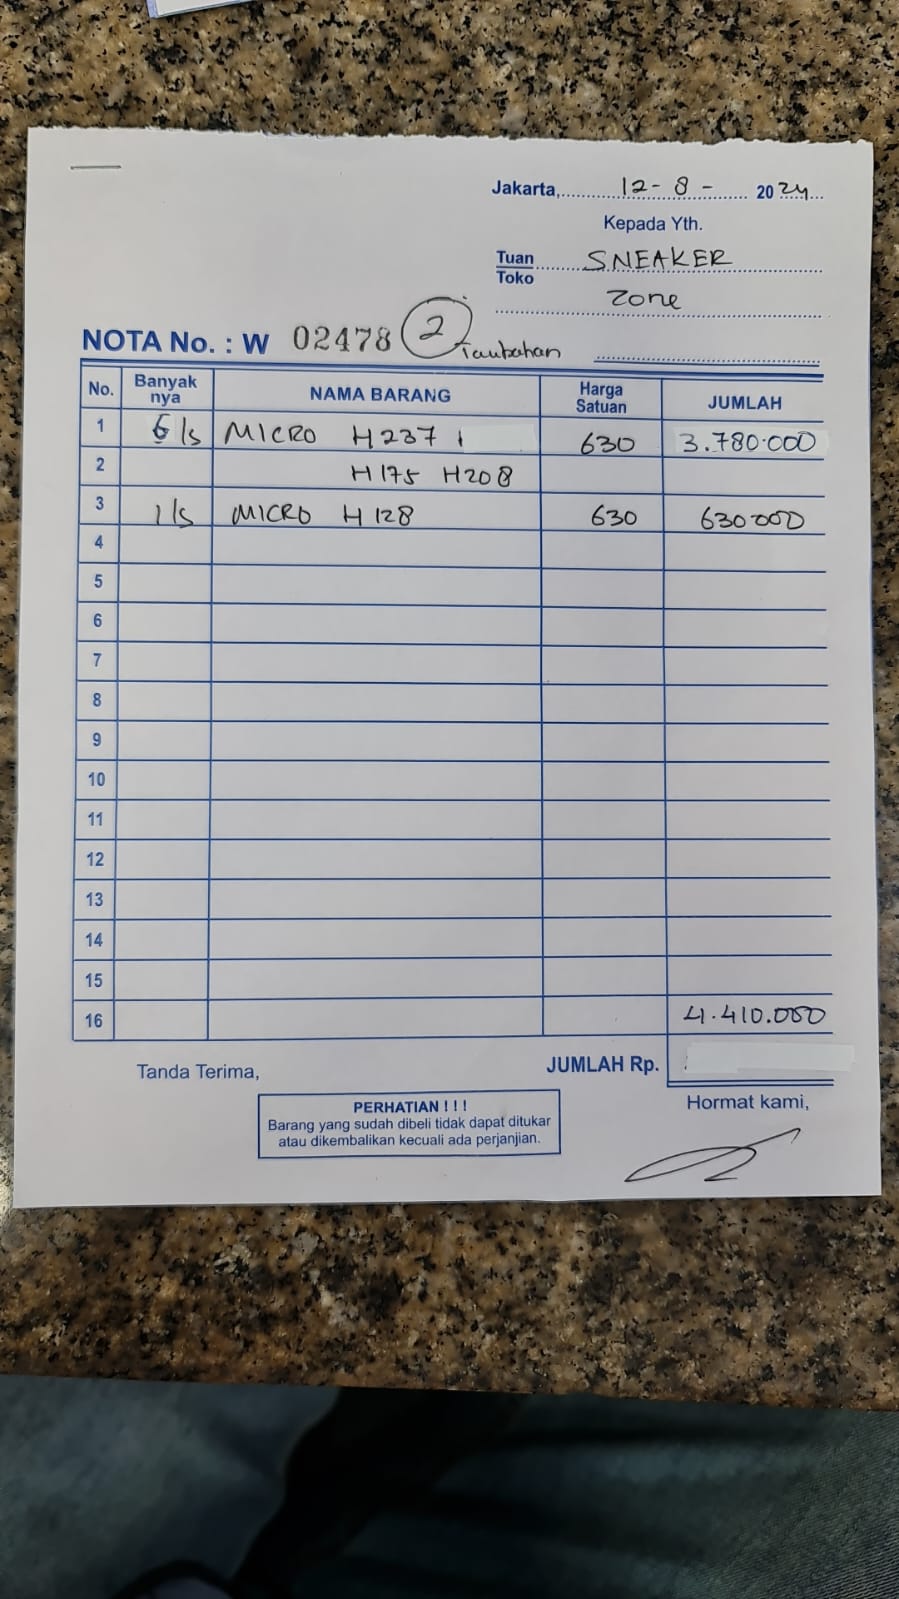 Jakarta, 12 - 8 - 2024
Kepada Yth.
Tuan SNEAKER
Toko Zone
NOTA No. : W 02478 2 Tambahan
No. Banyak nya NAMA BARANG Harga Satuan JUMLAH
1 6 ls MICRO H237 630 3.780.000
2 H175 H208
3 1 ls MICRO H128 630 630 000
4
5
6
7
8
9
10
11
12
13
14
15
16 4.410.000
Tanda Terima, JUMLAH Rp.
PERHATIAN ! ! ! Hormat kami,
Barang yang sudah dibeli tidak dapat ditukar
atau dikembalikan kecuali ada perjanjian.